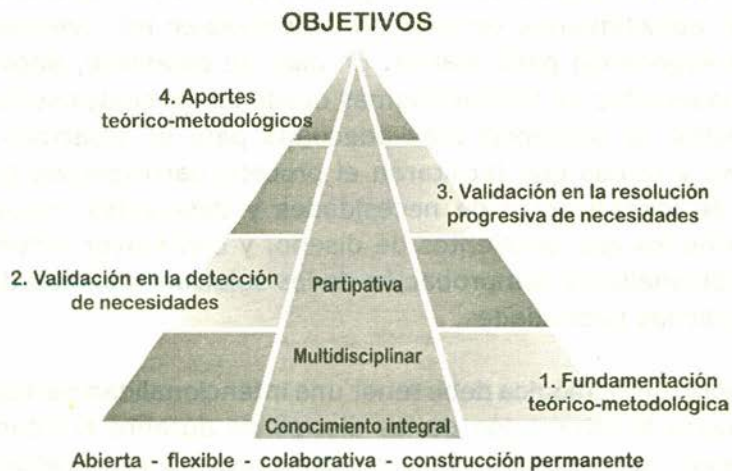 OBJETIVOS
4. Aportes
teórico-metodológicos
3. Validación en la resolución
progresiva de necesidades
2. Validación en la detección
de necesidades
Partipativa
Multidisciplinar
1. Fundamentación
teórico-metodológica
Conocimiento integral
Abierta - flexible - colaborativa - construcción permanente